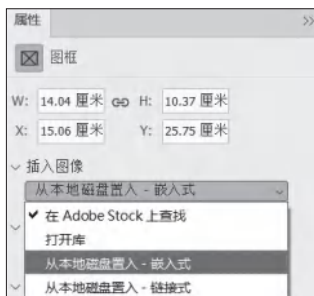 属性
图框
W: 14.04 厘米 H: 10.37 厘米
X: 15.06 厘米 Y: 25.75 厘米
插入图像
从本地磁盘置入 - 嵌入式
在 Adobe Stock 上查找
打开库
从本地磁盘置入 - 嵌入式
从本地磁盘置入 - 链接式